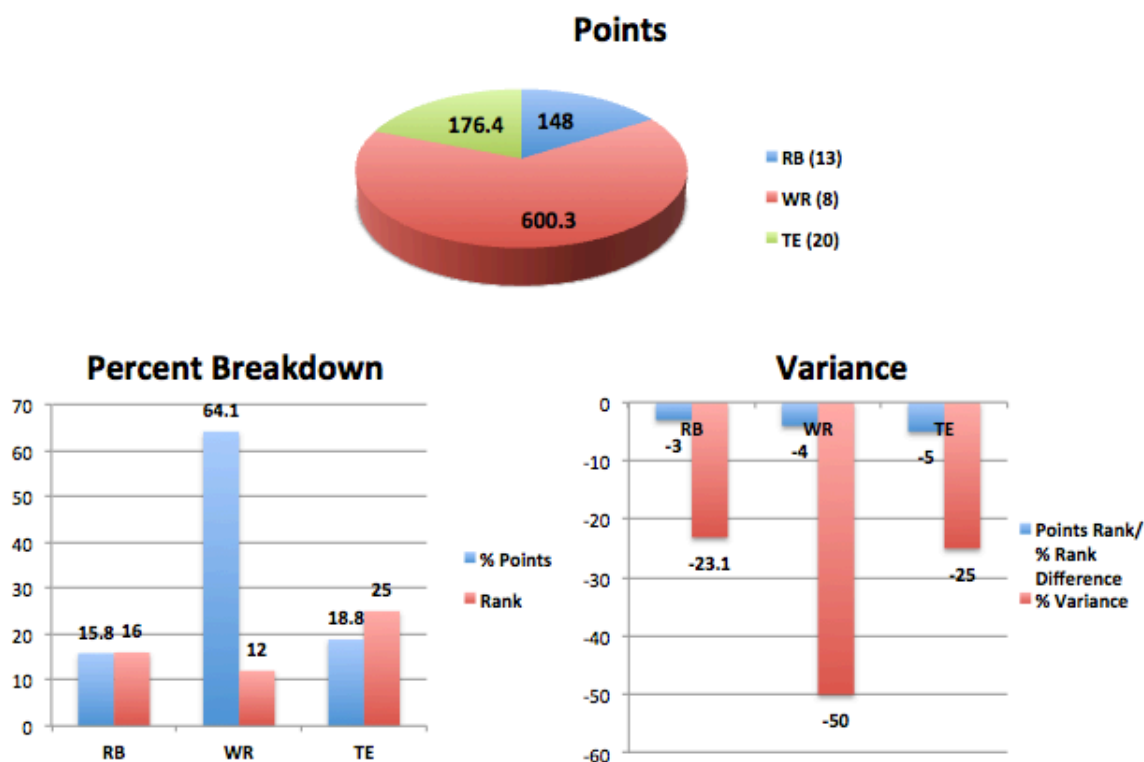 Points
176.4
148
600.3
RB (13)
WR (8)
TE (20)
Percent Breakdown
70
60
50
40
30
20
10
0
15.8
16
64.1
12
18.8
25
RB
WR
TE
% Points
Rank
Variance
0
-10
-20
-30
-40
-50
-60
RB
WR
TE
-3
-23.1
-4
-50
-5
-25
Points Rank/
% Rank
Difference
% Variance